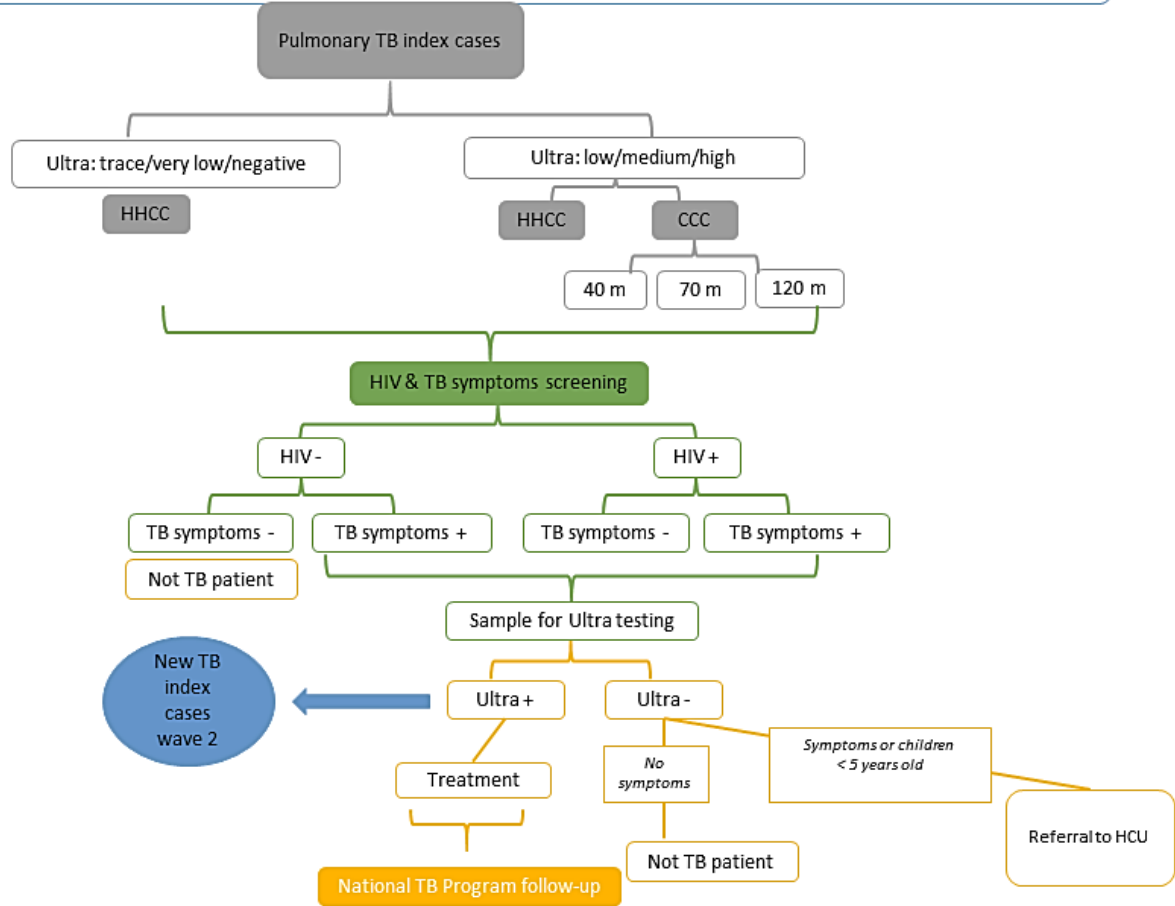 Pulmonary TB index cases
Ultra: trace/very low/negative
Ultra: low/medium/high
HHCC
HHCC
CCC
40 m
70 m
120 m
HIV & TB symptoms screening
HIV -
HIV +
TB symptoms -
TB symptoms +
TB symptoms -
TB symptoms +
Not TB patient
Sample for Ultra testing
New TB
index
cases
wave 2
Ultra +
Ultra -
No
symptoms
Symptoms or children
< 5 years old
Treatment
Referral to HCU
Not TB patient
National TB Program follow-up